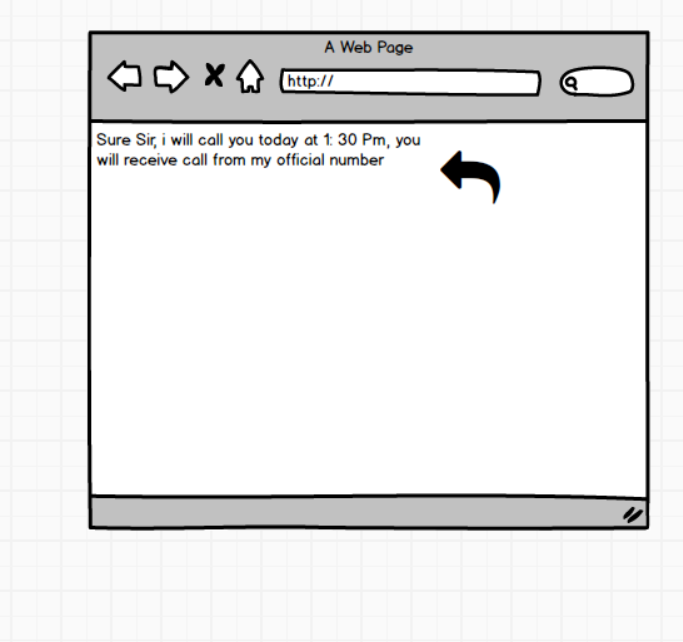 A Web Page
http://
Sure Sir, i will call you today at 1: 30 Pm, you
will receive call from my official number